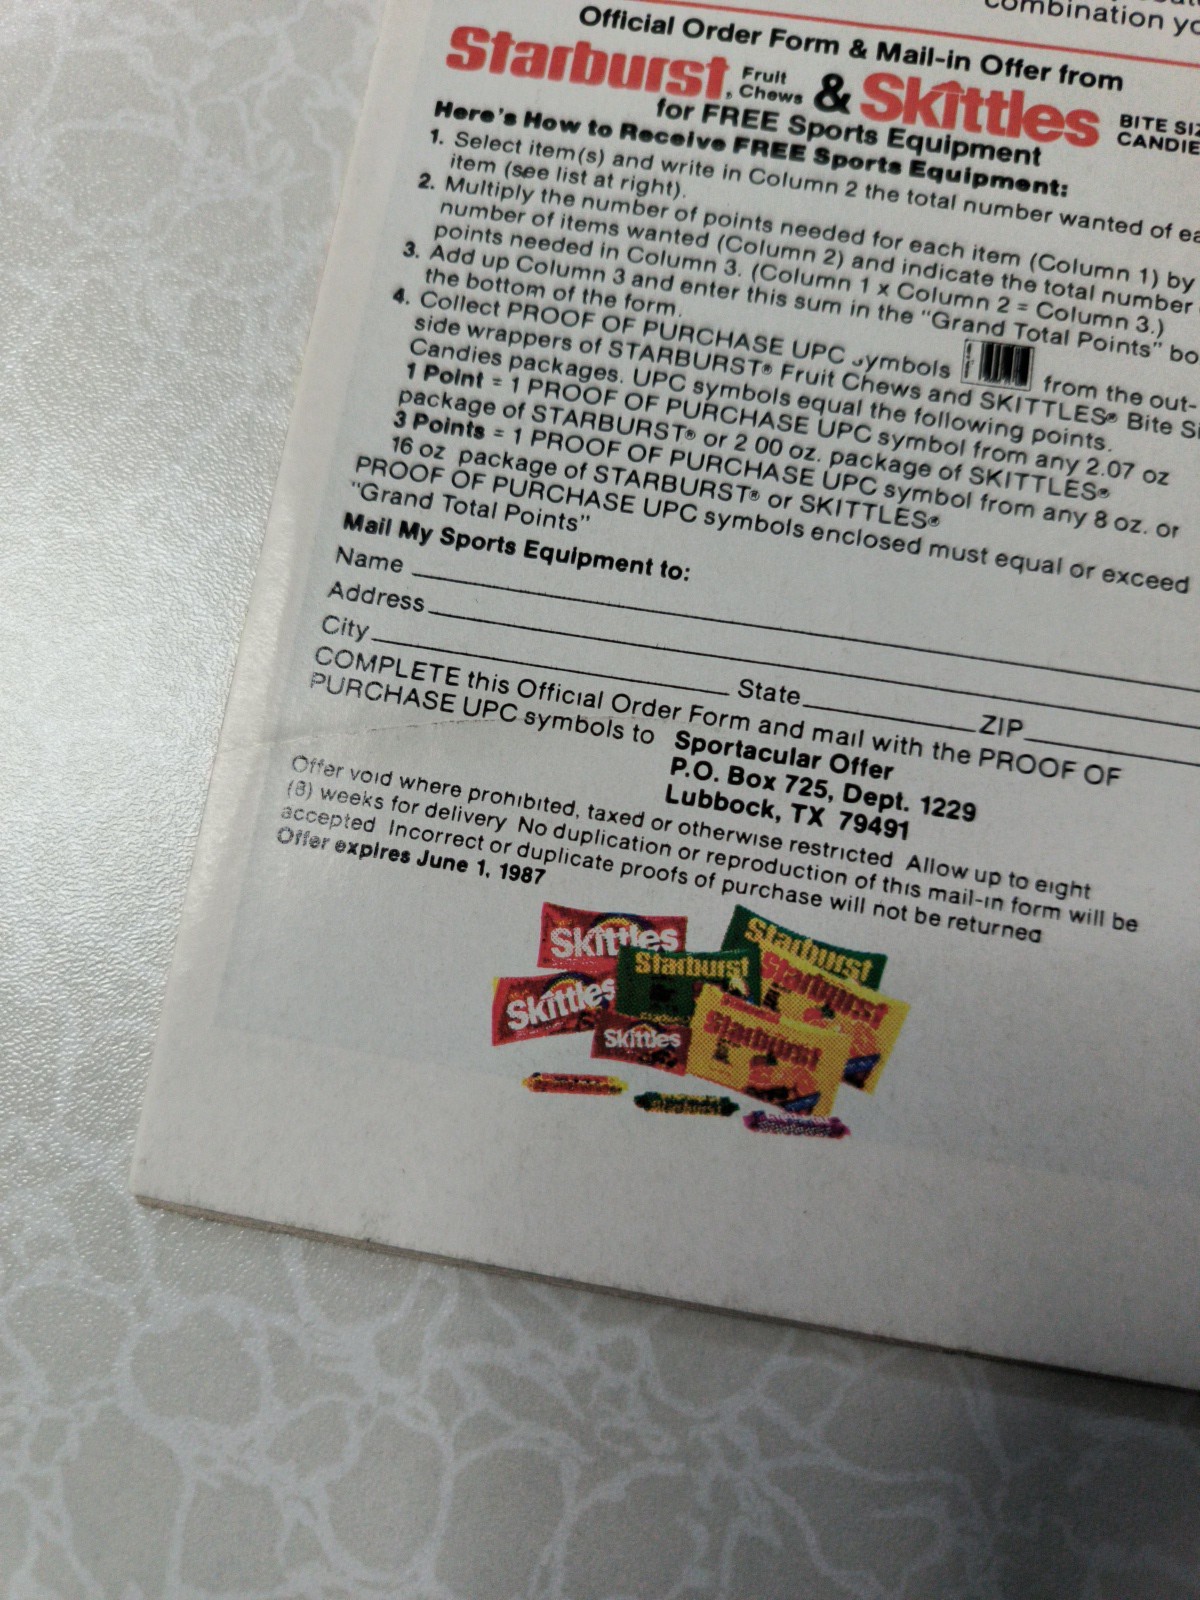 combination yo
Official Order Form & Mail-in Offer from
Starburst, Fruit Chews & Skittles BITE SIZ
CANDIE
for FREE Sports Equipment
Here's How to Receive FREE Sports Equipment:
1. Select item(s) and write in Column 2 the total number wanted of ea
item (see list at right).
2. Multiply the number of points needed for each item (Column 1) by
number of items wanted (Column 2) and indicate the total number
points needed in Column 3. (Column 1 x Column 2 = Column 3.)
3. Add up Column 3 and enter this sum in the "Grand Total Points" bo
the bottom of the form.
4. Collect PROOF OF PURCHASE UPC symbols from the out-
side wrappers of STARBURST® Fruit Chews and SKITTLES® Bite Si
Candies packages. UPC symbols equal the following points.
1 Point = 1 PROOF OF PURCHASE UPC symbol from any 2.07 oz
package of STARBURST® or 2 00 oz. package of SKITTLES®
3 Points = 1 PROOF OF PURCHASE UPC symbol from any 8 oz. or
16 oz package of STARBURST® or SKITTLES®
PROOF OF PURCHASE UPC symbols enclosed must equal or exceed
"Grand Total Points"
Mail My Sports Equipment to:
Name
Address
City State ZIP
COMPLETE this Official Order Form and mail with the PROOF OF
PURCHASE UPC symbols to Sportacular Offer
P.O. Box 725, Dept. 1229
Lubbock, TX 79491
Offer void where prohibited, taxed or otherwise restricted Allow up to eight
(8) weeks for delivery No duplication or reproduction of this mail-in form will be
accepted Incorrect or duplicate proofs of purchase will not be returned
Offer expires June 1, 1987
Skittles Starburst
Starburst Starburst
Skittles Starburst
Skittles